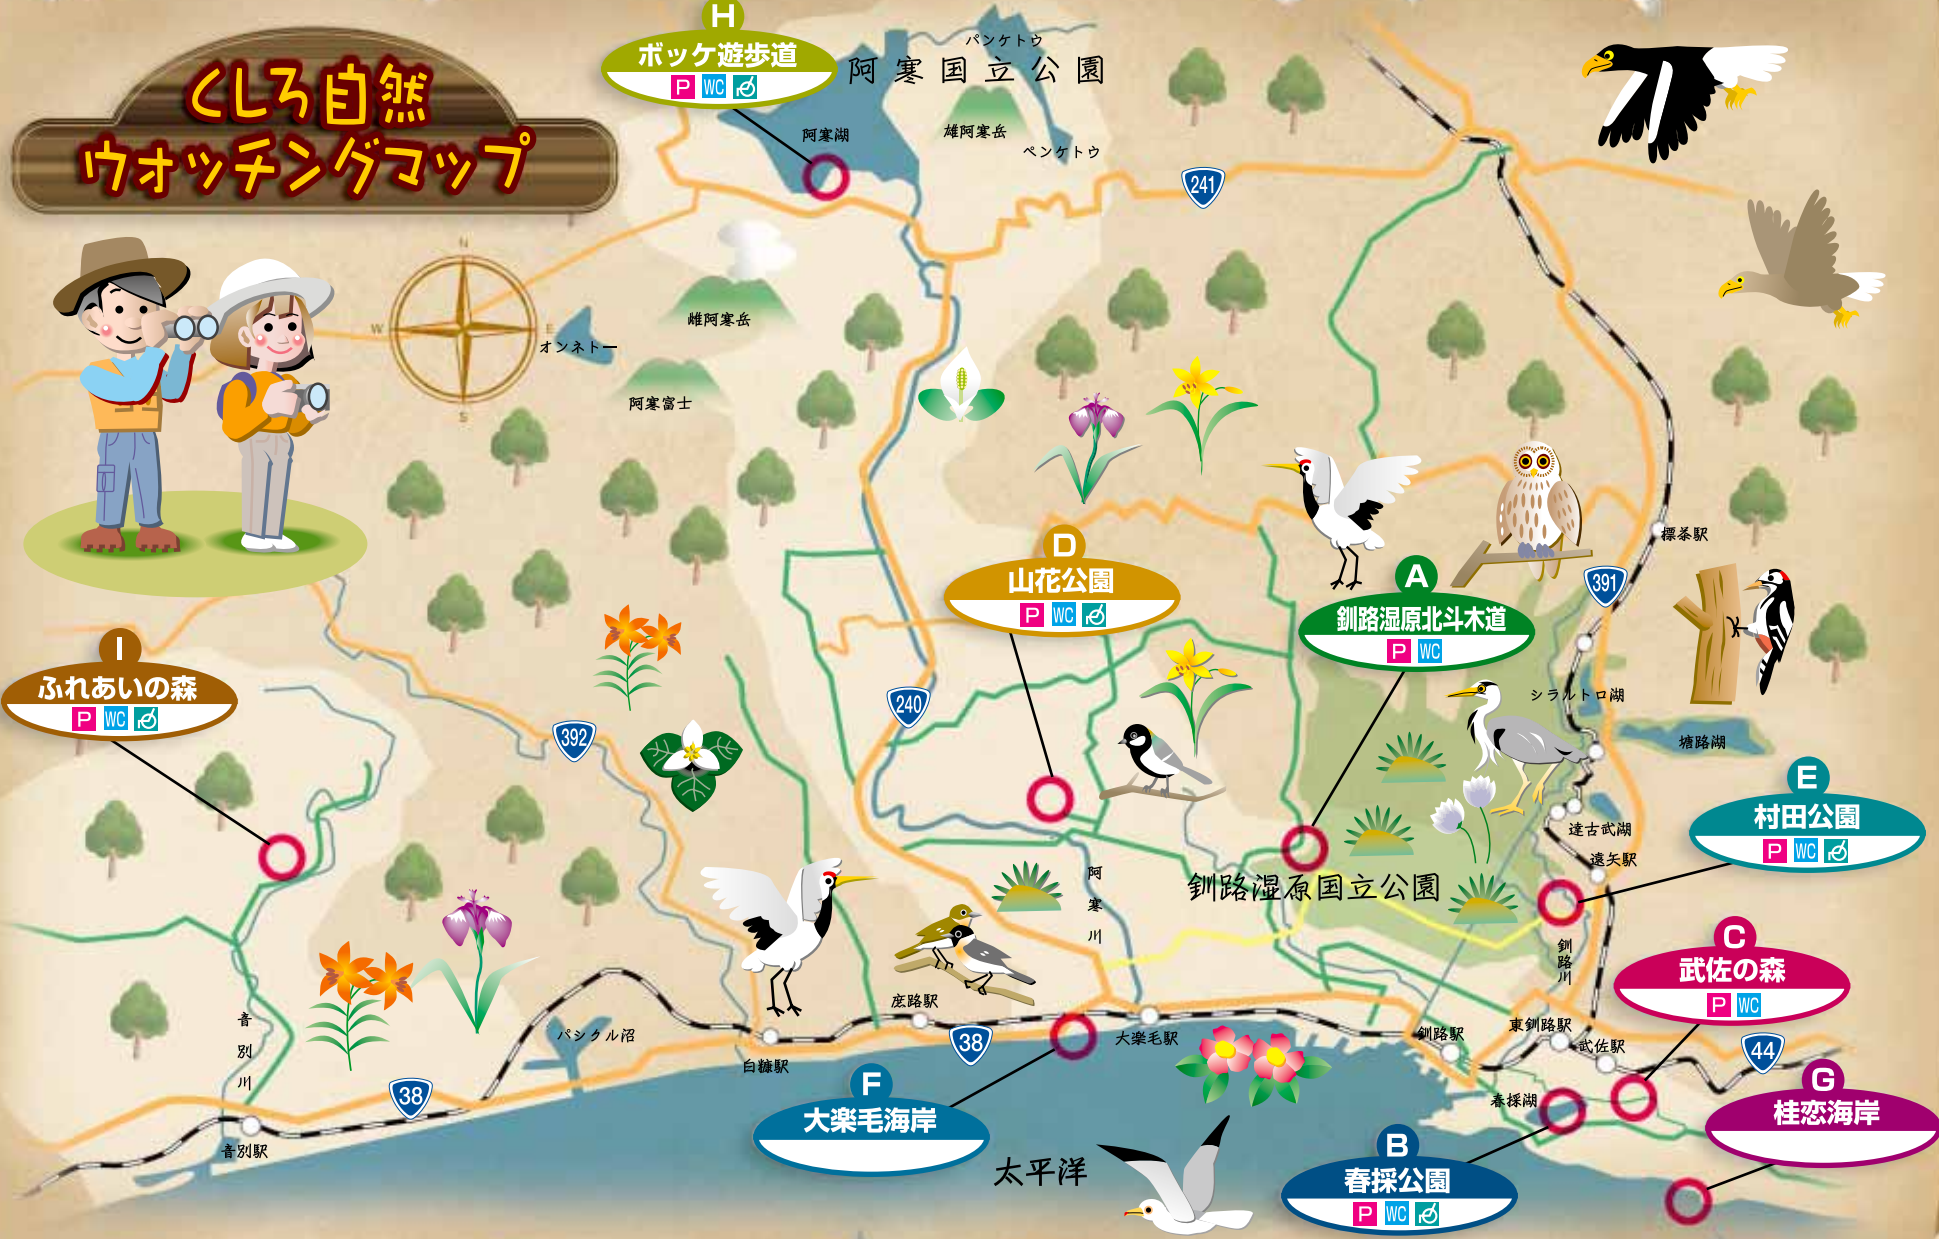 くしろ自然
ウォッチングマップ
H
ボッケ遊歩道
P WC
パンケトウ
阿寒国立公園
阿寒湖
雄阿寒岳
ペンケトウ
241
N
W
E
S
オンネトー
雌阿寒岳
阿寒富士
標茶駅
391
D
山花公園
P WC
A
釧路湿原北斗木道
P WC
I
ふれあいの森
P WC
392
240
シラルトロ湖
塘路湖
E
村田公園
P WC
達古武湖
遠矢駅
阿寒川
釧路湿原国立公園
釧路川
C
武佐の森
P WC
音別川
パシクル沼
庶路駅
38
大楽毛駅
釧路駅
東釧路駅
武佐駅
44
白糠駅
38
F
大楽毛海岸
春採湖
G
桂恋海岸
音別駅
太平洋
B
春採公園
P WC